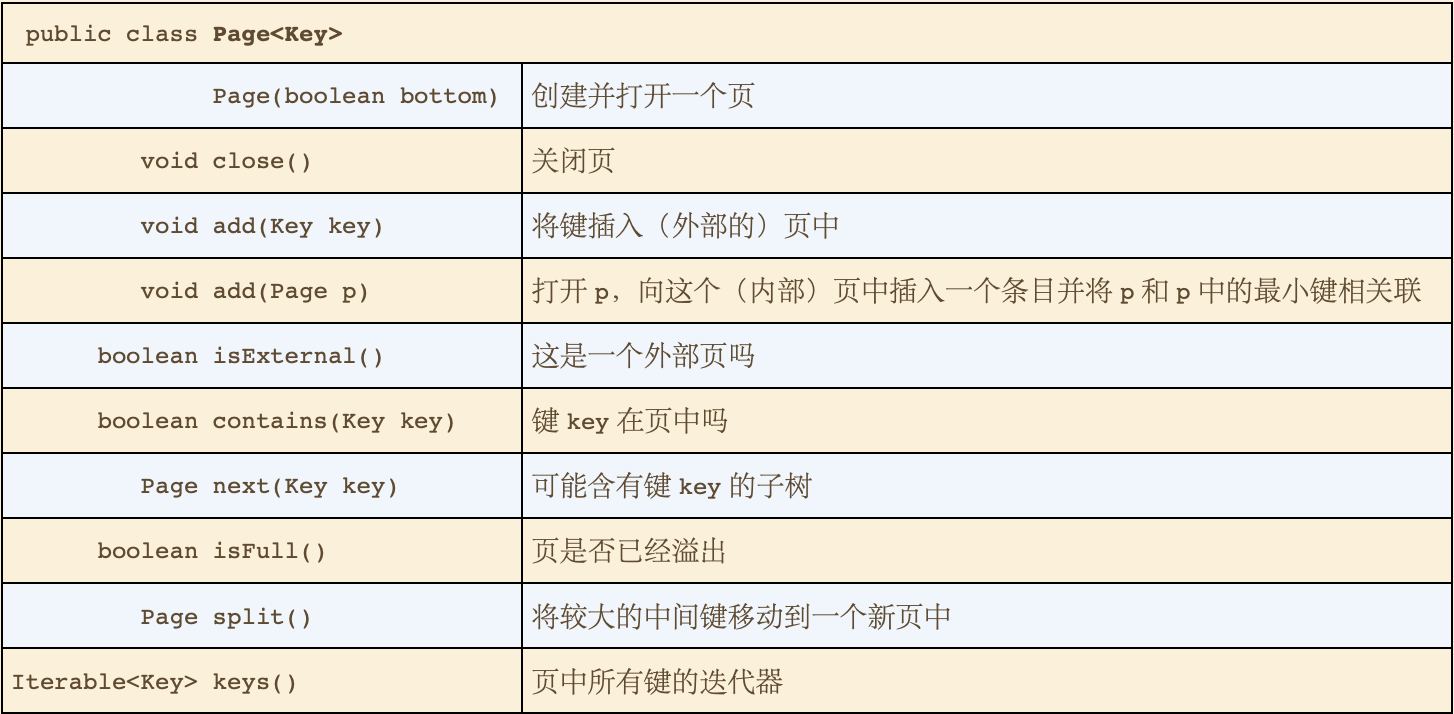 public class Page<Key>
Page(boolean bottom) 创建并打开一个页
void close() 关闭页
void add(Key key) 将键插入（外部的）页中
void add(Page p) 打开 p，向这个（内部）页中插入一个条目并将 p 和 p 中的最小键相关联
boolean isExternal() 这是一个外部页吗
boolean contains(Key key) 键 key 在页中吗
Page next(Key key) 可能含有键 key 的子树
boolean isFull() 页是否已经溢出
Page split() 将较大的中间键移动到一个新页中
Iterable<Key> keys() 页中所有键的迭代器